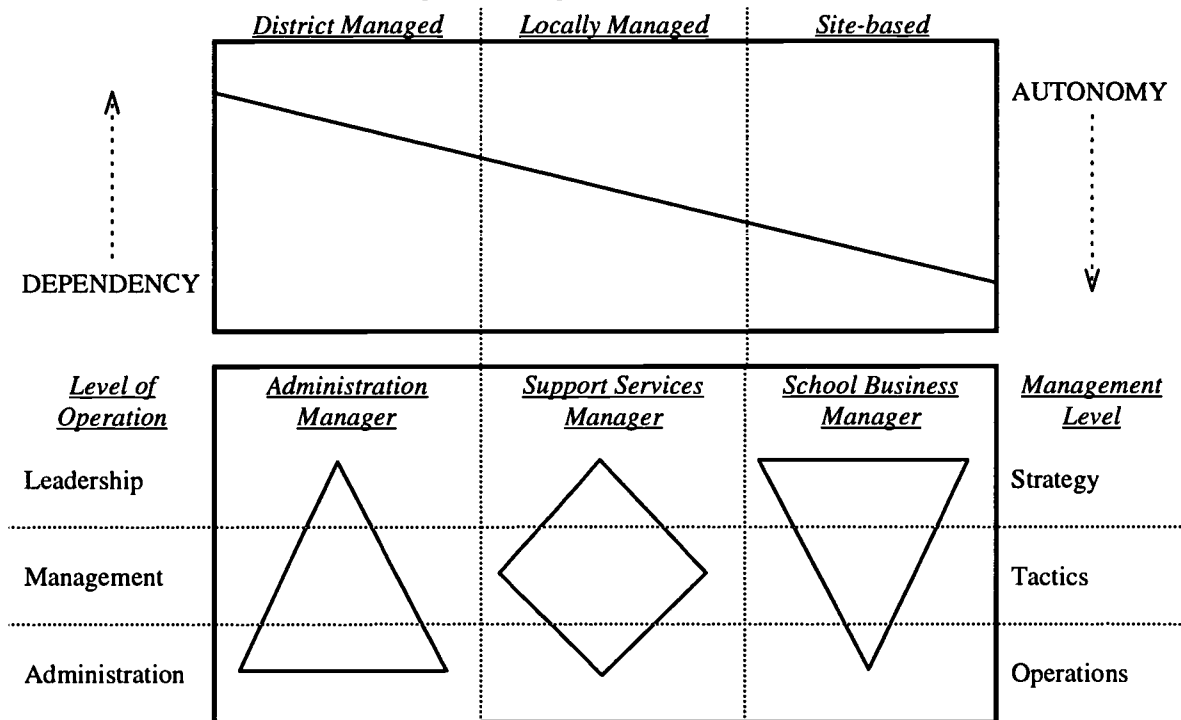 District Managed Locally Managed Site-based
AUTONOMY
DEPENDENCY
Level of Operation
Administration Manager
Support Services Manager
School Business Manager
Management Level
Leadership Strategy
Management Tactics
Administration Operations